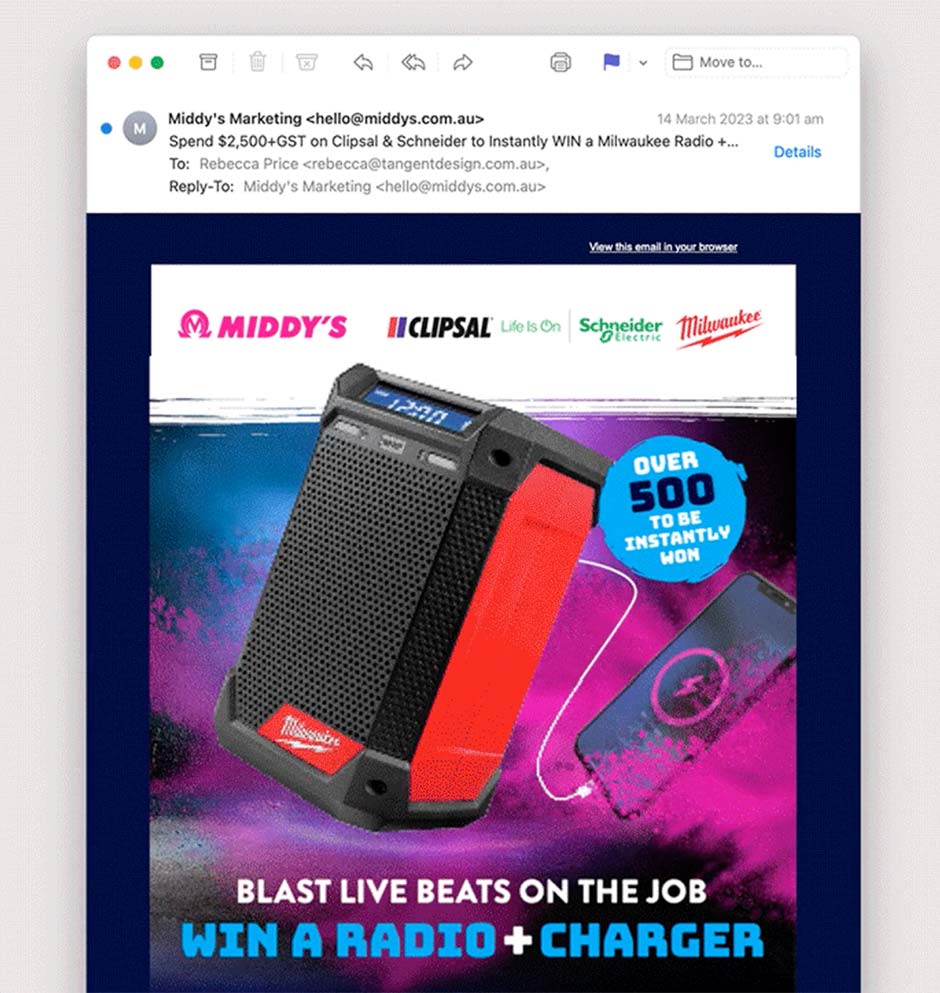 Move to...
M
Middy's Marketing <hello@middys.com.au>
14 March 2023 at 9:01 am
Spend $2,500+GST on Clipsal & Schneider to Instantly WIN a Milwaukee Radio +...
Details
To: Rebecca Price <rebecca@tangentdesign.com.au>,
Reply-To: Middy's Marketing <hello@middys.com.au>
View this email in your browser
MIDDY'S
CLIPSAL
Life Is On
Schneider
Electric
Milwaukee
12:00
OVER
500
TO BE
INSTANTLY
WON
Milwaukee
BLAST LIVE BEATS ON THE JOB
WIN A RADIO + CHARGER